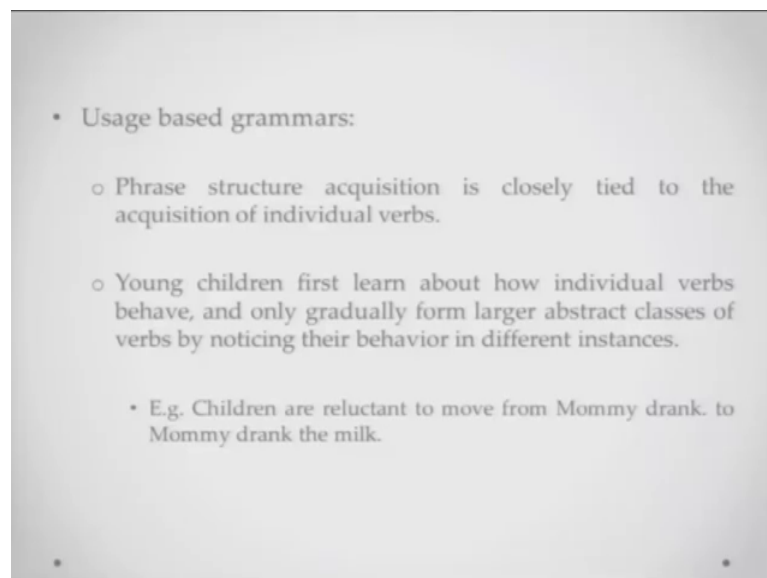 • Usage based grammars:
o Phrase structure acquisition is closely tied to the
acquisition of individual verbs.
o Young children first learn about how individual verbs
behave, and only gradually form larger abstract classes of
verbs by noticing their behavior in different instances.
• E.g. Children are reluctant to move from Mommy drank. to
Mommy drank the milk.